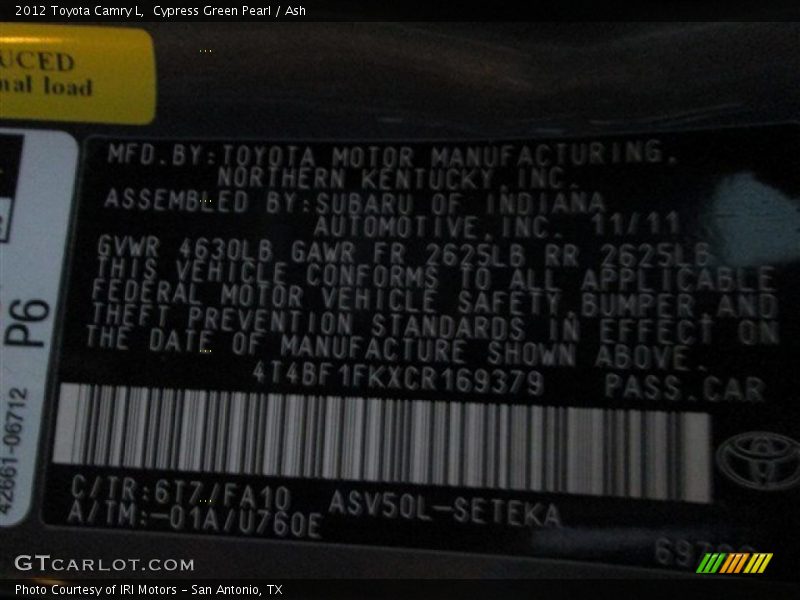 2012 Toyota Camry L, Cypress Green Pearl / Ash
UCED
nal load
MFD.BY:TOYOTA MOTOR MANUFACTURING.
NORTHERN KENTUCKY,INC.
ASSEMBLED BY:SUBARU OF INDIANA
AUTOMOTIVE,INC. 11/11
GVWR 4630LB GAWR FR 2625LB RR 2625LB
THIS VEHICLE CONFORMS TO ALL APPLICABLE
FEDERAL MOTOR VEHICLE SAFETY,BUMPER,AND
THEFT PREVENTION STANDARDS IN EFFECT ON
THE DATE OF MANUFACTURE SHOWN ABOVE.
4T4BF1FKXCR169379 PASS.CAR
C/TR:6T7/FA10 ASV50L-SETEKA
A/TM:-01A/U760E
P6
42661-06712
GTCARLOT.COM
Photo Courtesy of IRI Motors - San Antonio, TX